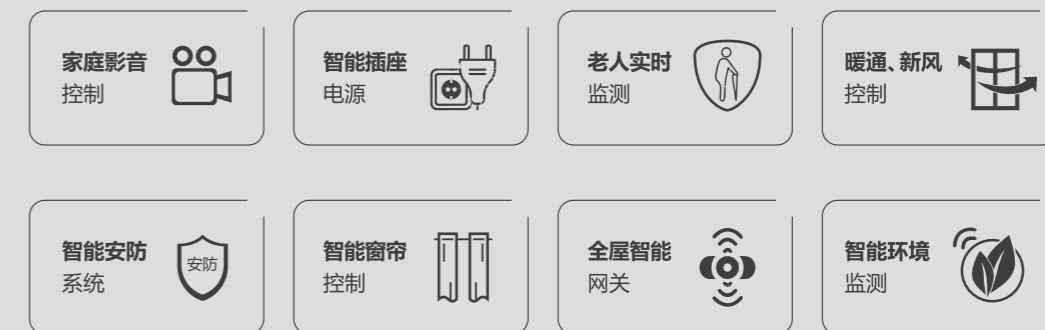 家庭影音
控制
智能插座
电源
老人实时
监测
暖通、新风
控制
智能安防
系统
安防
智能窗帘
控制
全屋智能
网关
智能环境
监测